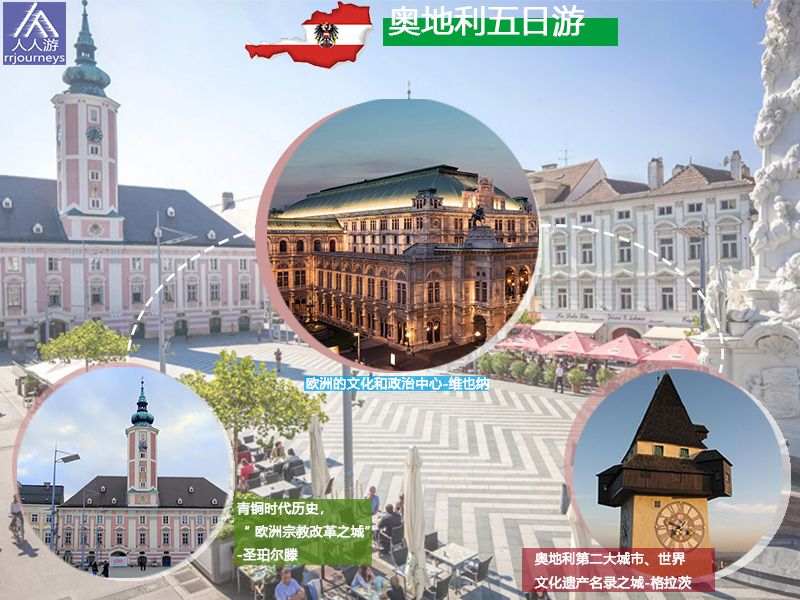 人人游
rrjourneys
奥地利五日游
欧洲的文化和政治中心-维也纳
青铜时代历史，
“欧洲宗教改革之城”
-圣珀尔滕
奥地利第二大城市、世界
文化遗产名录之城-格拉茨